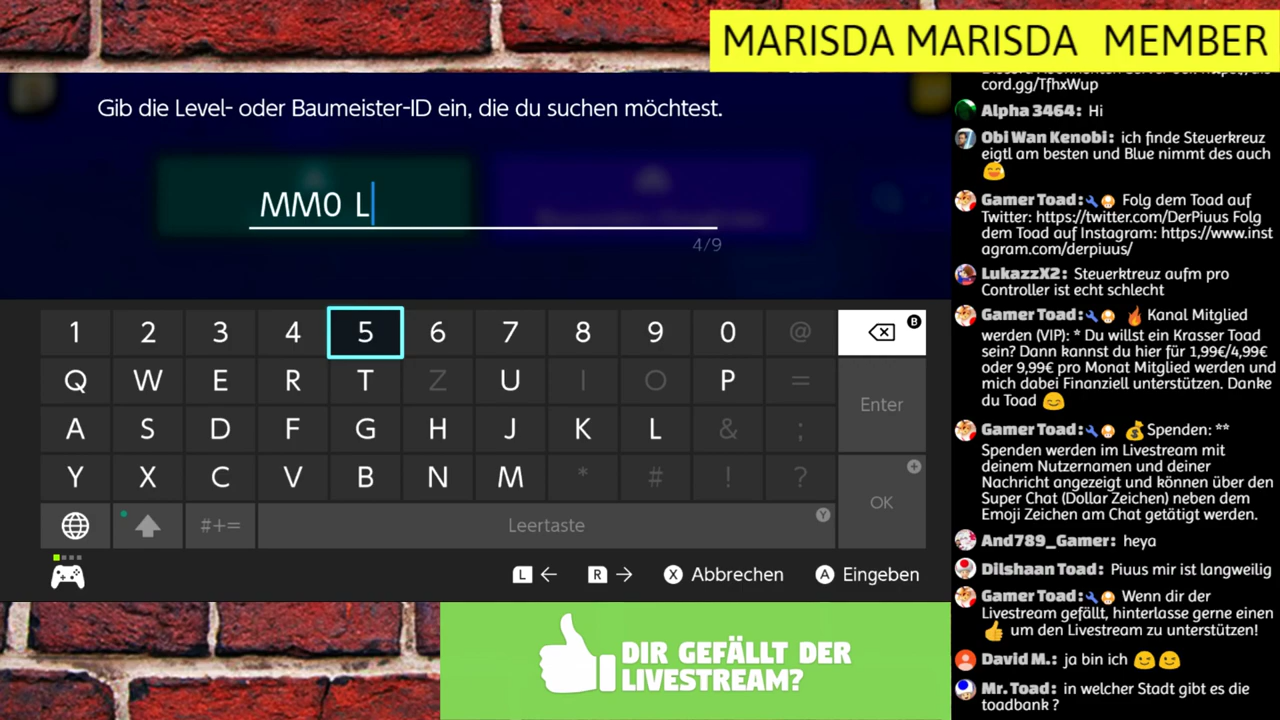 MARISDA MARISDA MEMBER
Gib die Level- oder Baumeister-ID ein, die du suchen möchtest.
MM0 L
4/9
1 2 3 4 5 6 7 8 9 0 @ B
Q W E R T Z U I O P =
Enter
A S D F G H J K L & ;
Y X C V B N M * # ! ?
OK
#+= Leertaste Y
L ← R → X Abbrechen A Eingeben
DIR GEFÄLLT DER
LIVESTREAM?
cord.gg/TfhxWup
Alpha 3464: Hi
Obi Wan Kenobi: ich finde Steuerkreuz
eigtl am besten und Blue nimmt des auch
😅
Gamer Toad: Folg dem Toad auf
Twitter: https://twitter.com/DerPiuus Folg
dem Toad auf Instagram: https://www.inst
agram.com/derpiuus/
LukazzX2: Steuerktreuz aufm pro
Controller ist echt schlecht
Gamer Toad: 🔥 Kanal Mitglied
werden (VIP): * Du willst ein Krasser Toad
sein? Dann kannst du hier für 1,99€/4,99€
oder 9,99€ pro Monat Mitglied werden und
mich dabei Finanziell unterstützen. Danke
du Toad 😊
Gamer Toad: 💰 Spenden: **
Spenden werden im Livestream mit
deinem Nutzernamen und deiner
Nachricht angezeigt und können über den
Super Chat (Dollar Zeichen) neben dem
Emoji Zeichen am Chat getätigt werden.
And789_Gamer: heya
Dilshaan Toad: Piuus mir ist langweilig
Gamer Toad: Wenn dir der
Livestream gefällt, hinterlasse gerne einen
👍 um den Livestream zu unterstützen!
David M.: ja bin ich 😉😉
Mr. Toad: in welcher Stadt gibt es die
toadbank ?